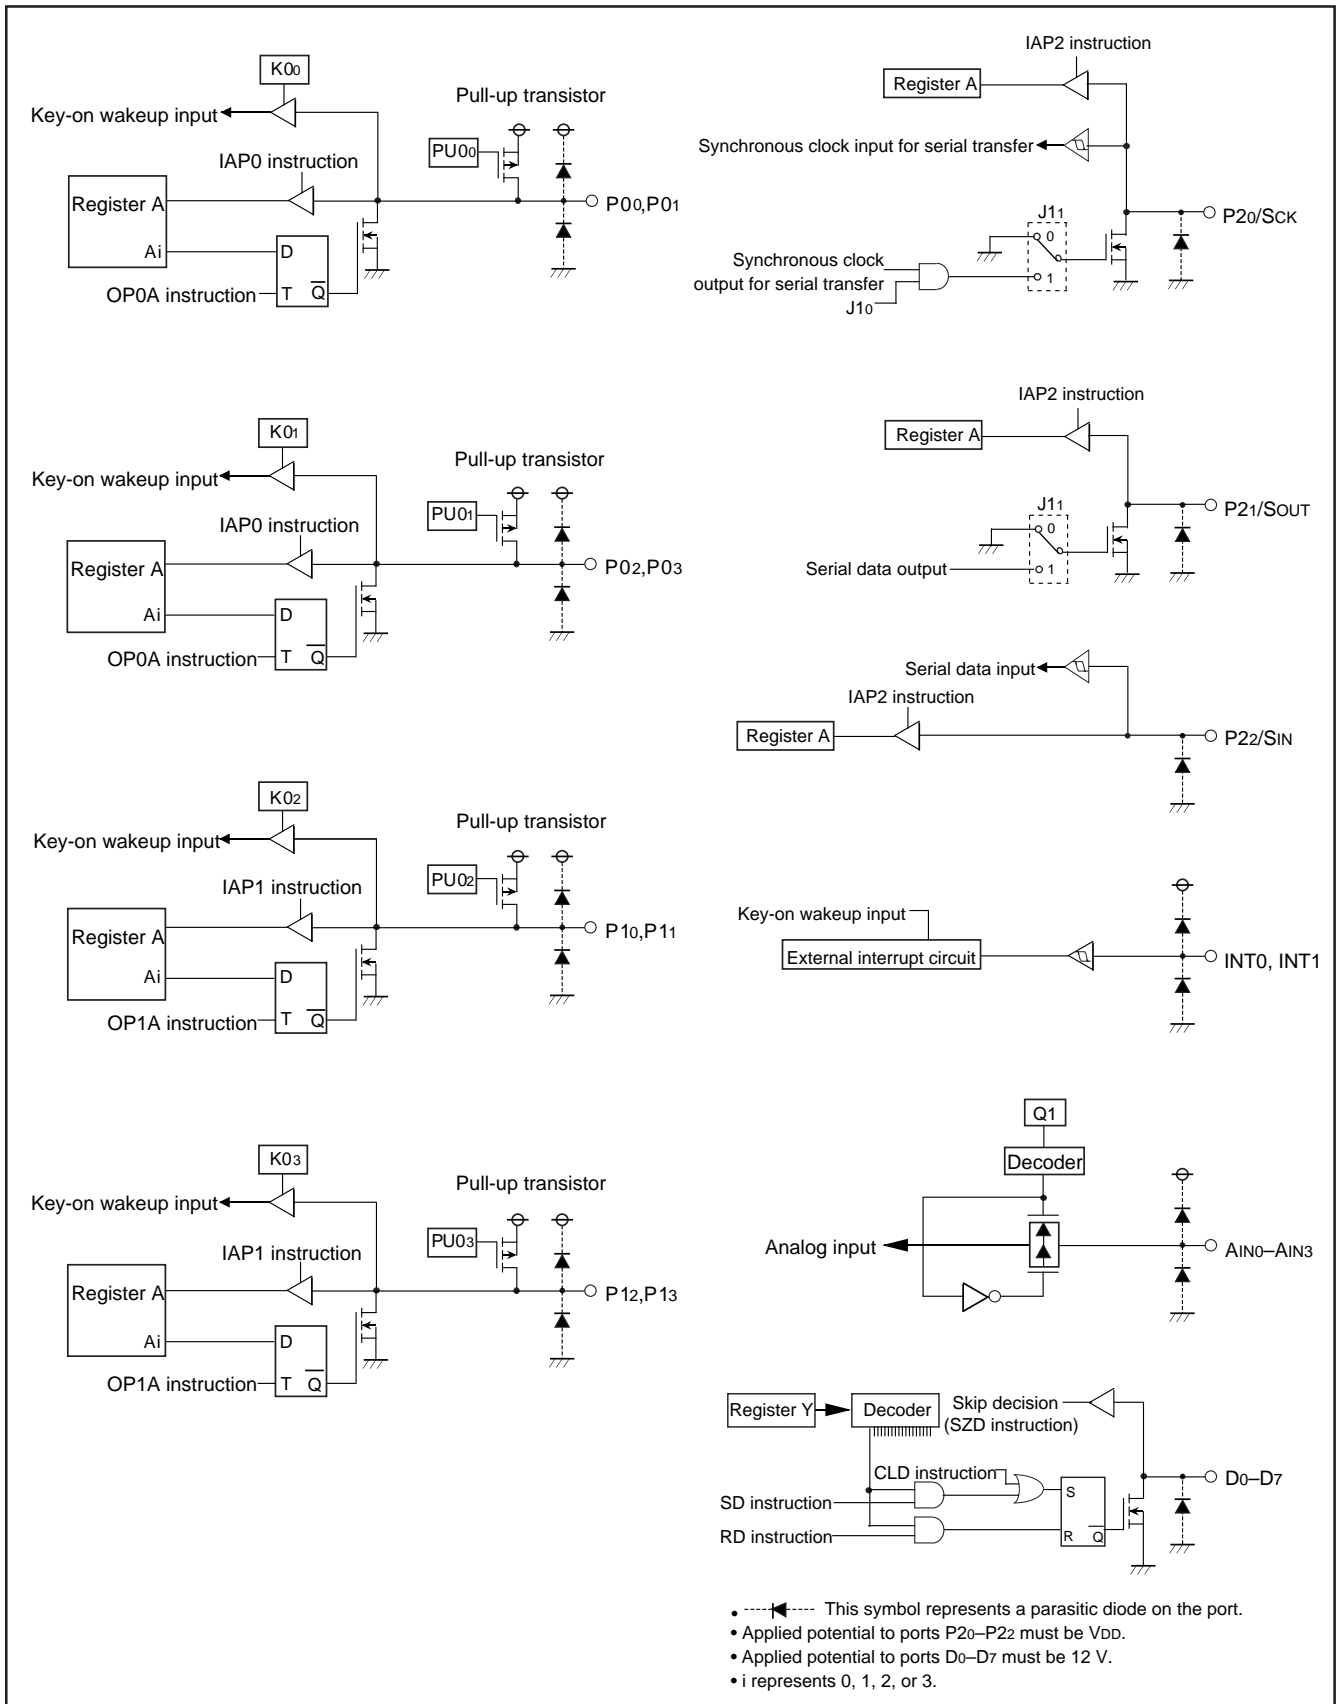 K00
Key-on wakeup input
Pull-up transistor
PU00
IAP0 instruction
Register A
P00,P01
Ai
D
OP0A instruction
T Q
K01
Key-on wakeup input
Pull-up transistor
PU01
IAP0 instruction
Register A
P02,P03
Ai
D
OP0A instruction
T Q
K02
Key-on wakeup input
Pull-up transistor
PU02
IAP1 instruction
Register A
P10,P11
Ai
D
OP1A instruction
T Q
K03
Key-on wakeup input
Pull-up transistor
PU03
IAP1 instruction
Register A
P12,P13
Ai
D
OP1A instruction
T Q
IAP2 instruction
Register A
Synchronous clock input for serial transfer
J11
P20/SCK
0
Synchronous clock
output for serial transfer
1
J10
IAP2 instruction
Register A
J11
P21/SOUT
0
Serial data output
1
Serial data input
IAP2 instruction
Register A
P22/SIN
Key-on wakeup input
External interrupt circuit
INT0, INT1
Q1
Decoder
Analog input
AIN0–AIN3
Register Y
Decoder
Skip decision
(SZD instruction)
CLD instruction
D0–D7
S
SD instruction
RD instruction
R Q
• This symbol represents a parasitic diode on the port.
• Applied potential to ports P20–P22 must be VDD.
• Applied potential to ports D0–D7 must be 12 V.
• i represents 0, 1, 2, or 3.